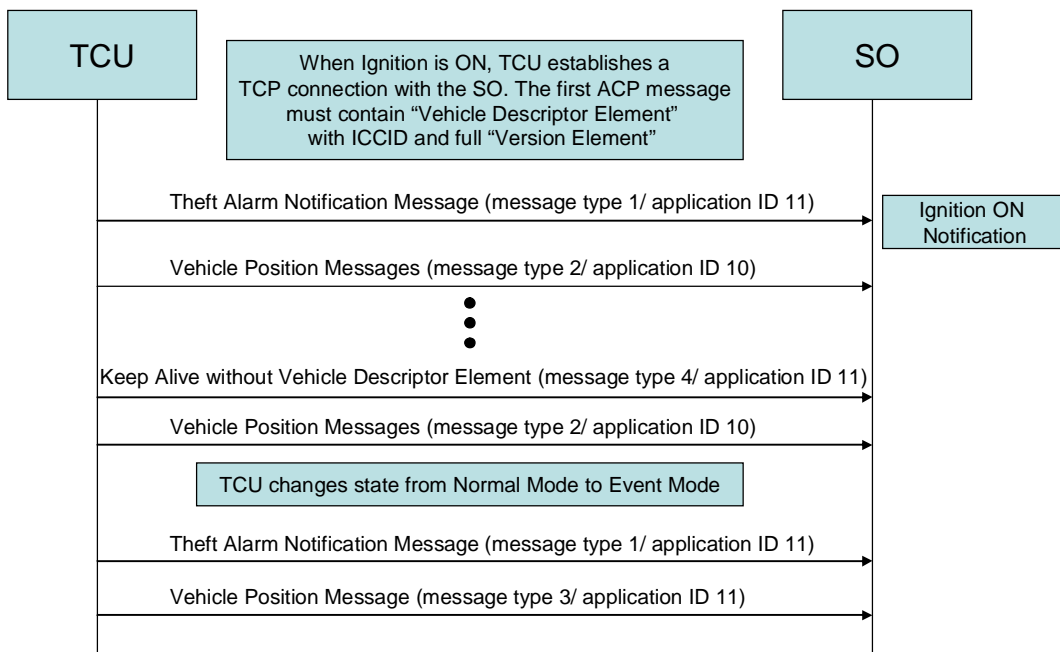 TCU
SO
When Ignition is ON, TCU establishes a
TCP connection with the SO. The first ACP message
must contain “Vehicle Descriptor Element”
with ICCID and full “Version Element”
Theft Alarm Notification Message (message type 1/ application ID 11)
Ignition ON
Notification
Vehicle Position Messages (message type 2/ application ID 10)
Keep Alive without Vehicle Descriptor Element (message type 4/ application ID 11)
Vehicle Position Messages (message type 2/ application ID 10)
TCU changes state from Normal Mode to Event Mode
Theft Alarm Notification Message (message type 1/ application ID 11)
Vehicle Position Message (message type 3/ application ID 11)